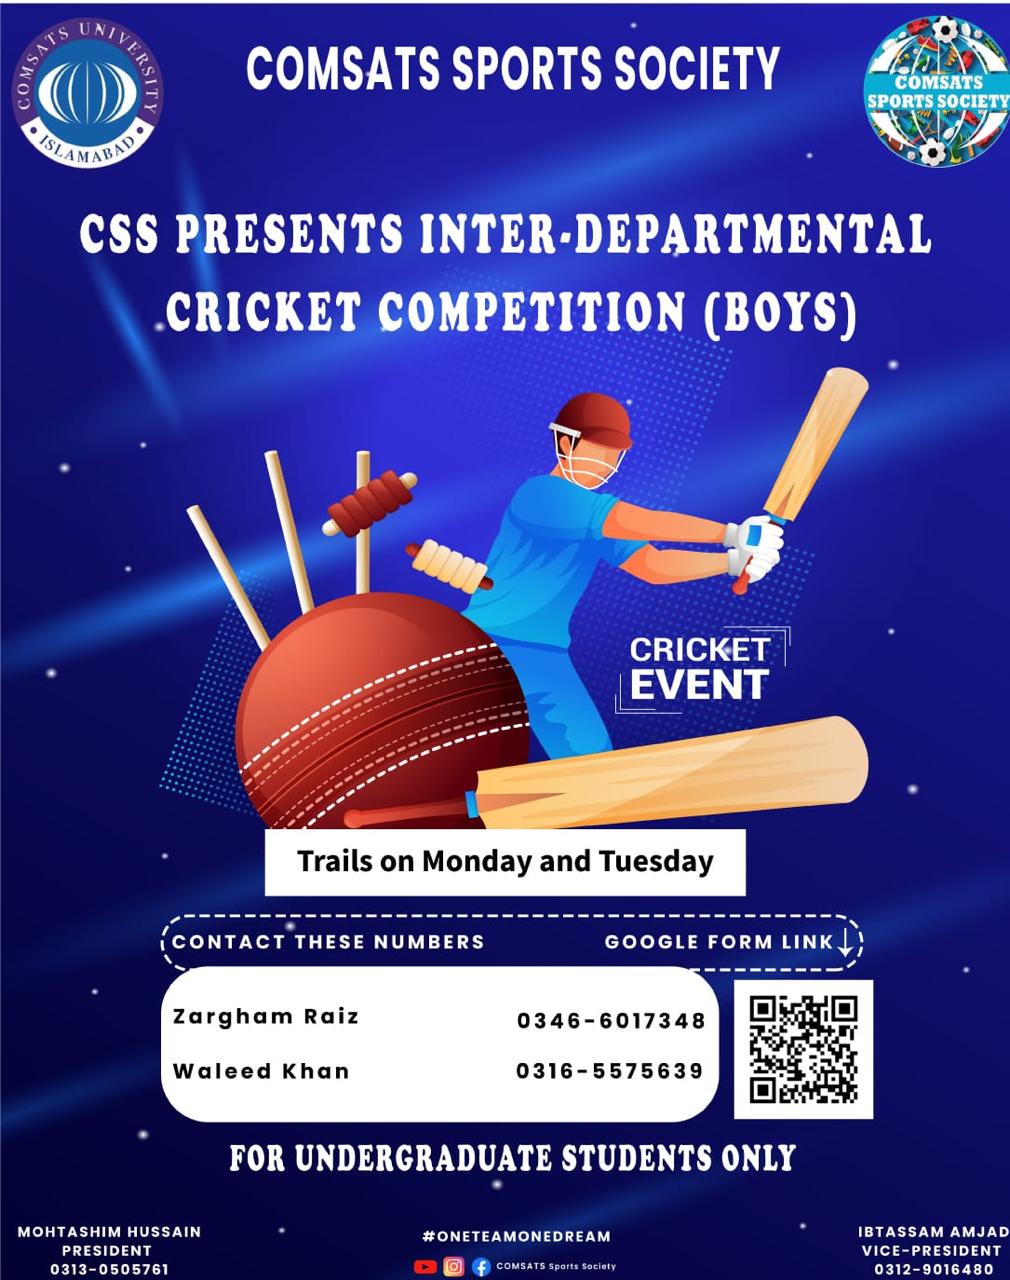 COMSATS UNIVERSITY
ISLAMABAD
COMSATS SPORTS SOCIETY
COMSATS
SPORTS SOCIETY
CSS PRESENTS INTER-DEPARTMENTAL
CRICKET COMPETITION (BOYS)
CRICKET
EVENT
Trails on Monday and Tuesday
CONTACT THESE NUMBERS GOOGLE FORM LINK↓
Zargham Raiz 0346-6017348
Waleed Khan 0316-5575639
FOR UNDERGRADUATE STUDENTS ONLY
MOHTASHIM HUSSAIN
PRESIDENT
0313-0505761
#ONETEAMONEDREAM
COMSATS Sports Society
IBTASSAM AMJAD
VICE-PRESIDENT
0312-9016480